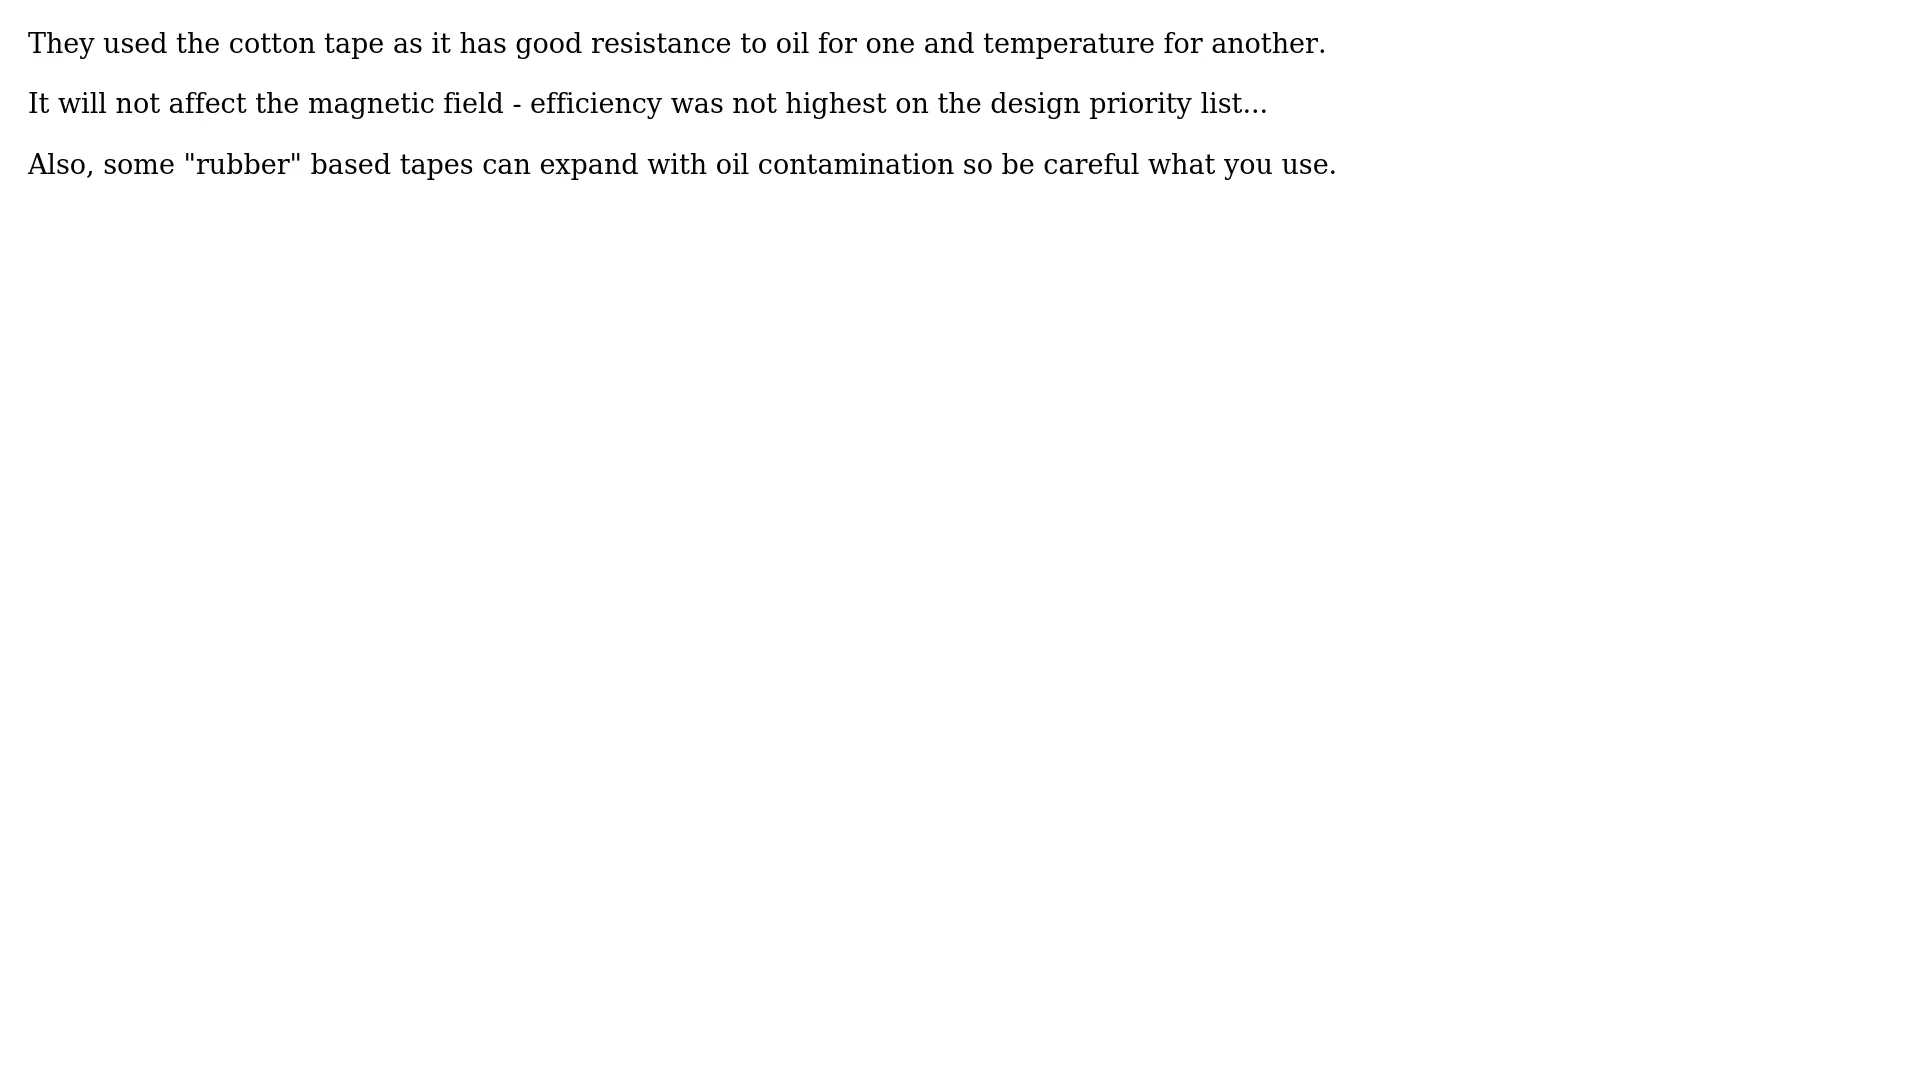 They used the cotton tape as it has good resistance to oil for one and temperature for another.
It will not affect the magnetic field - efficiency was not highest on the design priority list...
Also, some "rubber" based tapes can expand with oil contamination so be careful what you use.